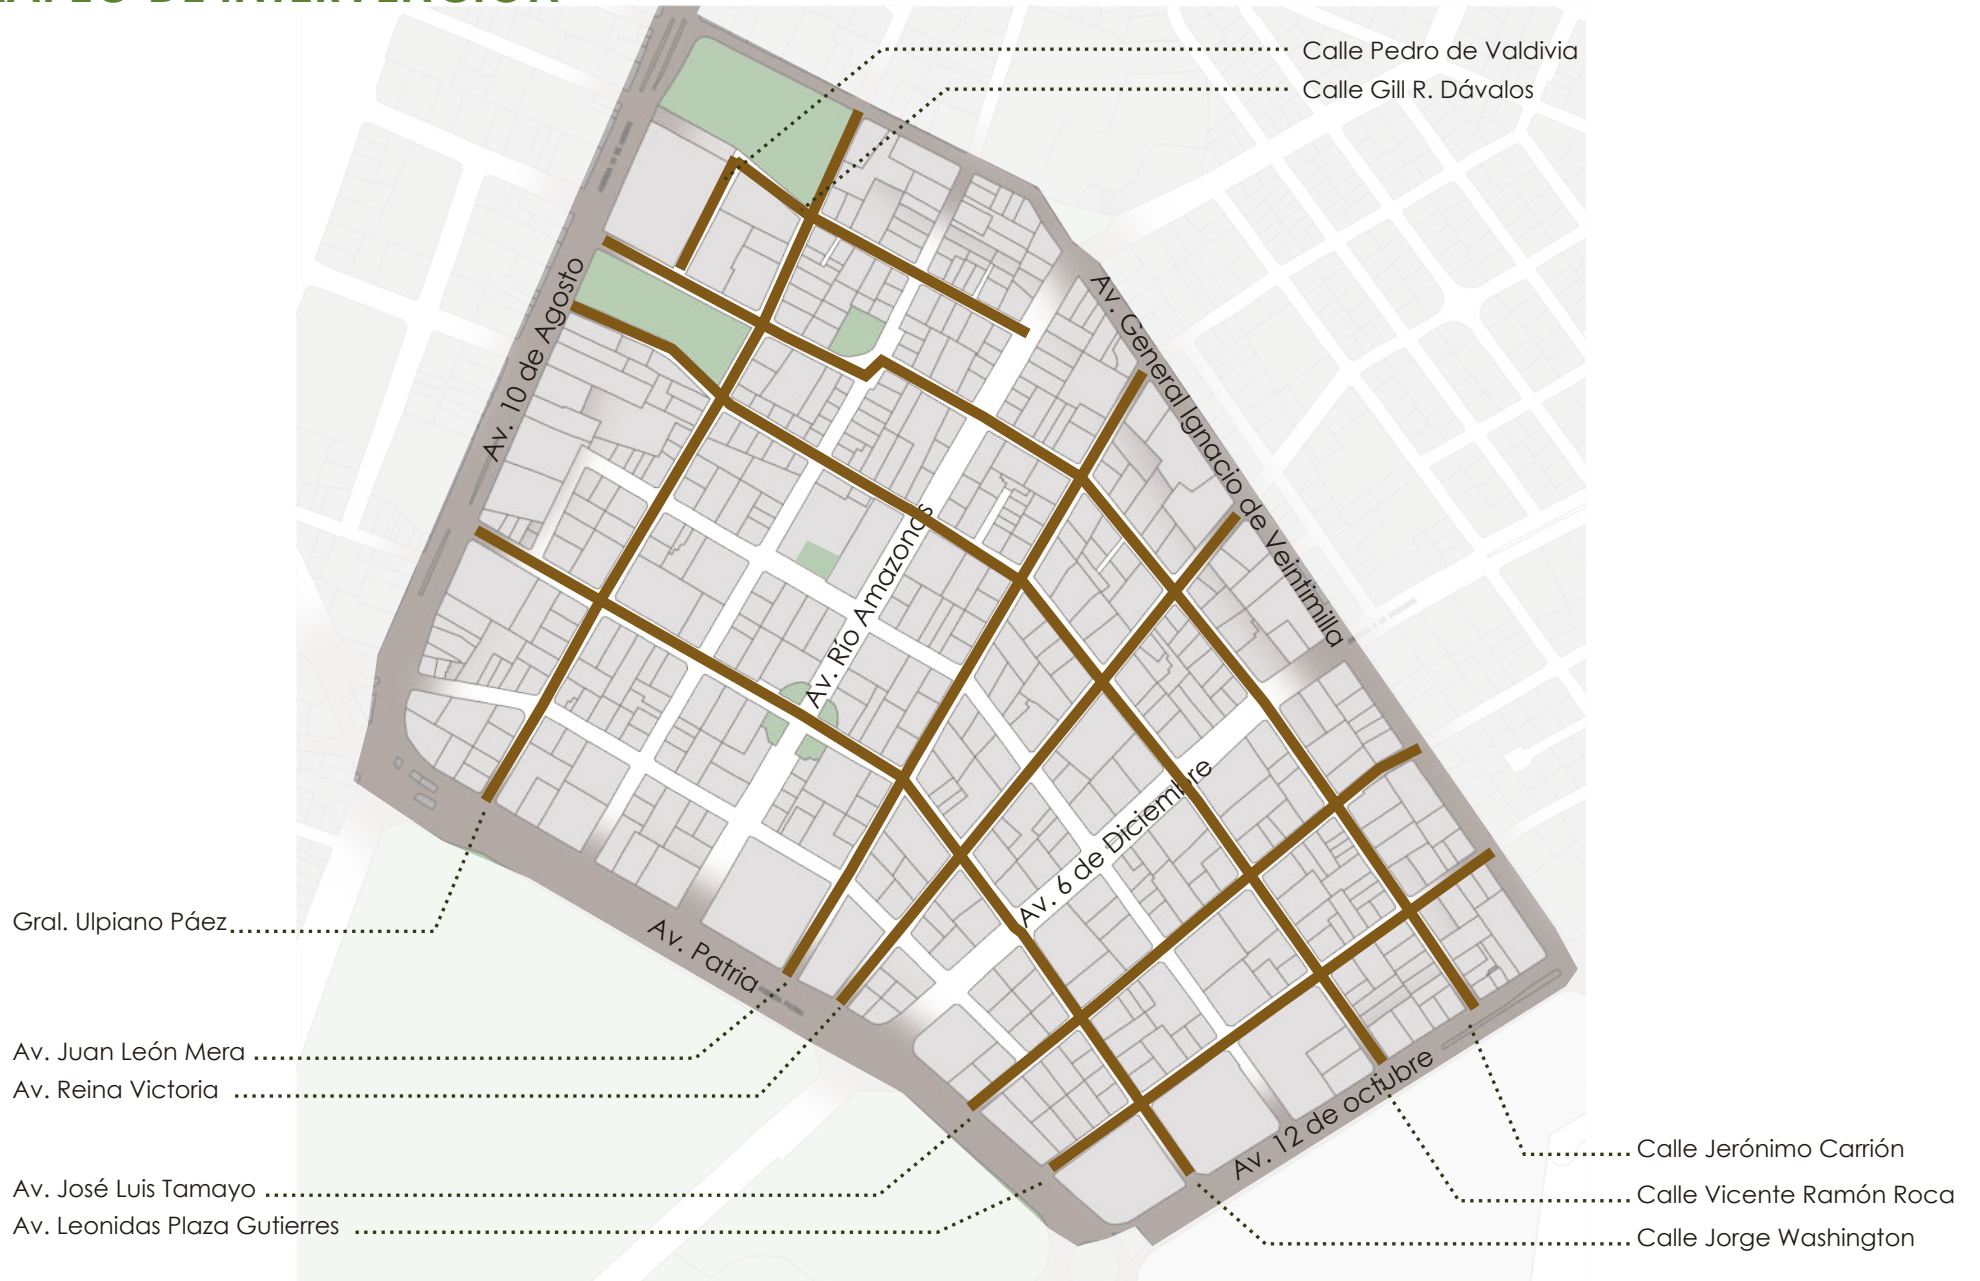 DE INTERVENCIÓN
Calle Pedro de Valdivia
Calle Gill R. Dávalos
Av. 10 de Agosto
Av. General Ignacio de Veintimilla
Av. Río Amazonas
Av. 6 de Diciembre
Gral. Ulpiano Páez
Av. Patria
Av. Juan León Mera
Av. Reina Victoria
Av. 12 de octubre
Calle Jerónimo Carrión
Av. José Luis Tamayo
Calle Vicente Ramón Roca
Av. Leonidas Plaza Gutierres
Calle Jorge Washington